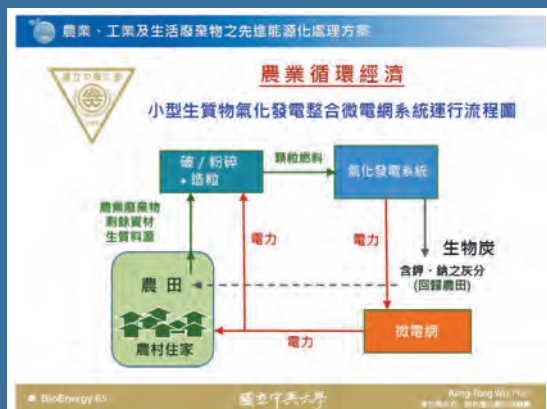 農業、工業及生活廢棄物之先進能源化處理方案
農業循環經濟
小型生質物氣化發電整合微電網系統運行流程圖
破/粉碎
+造粒
顆粒燃料
氣化發電系統
農業廢棄物
剩餘資材
生質料源
電力
電力
生物炭
含鉀、鈉之灰分
(回歸農田)
農田
農村住家
電力
微電網
BioEnergy 65
國立中興大學